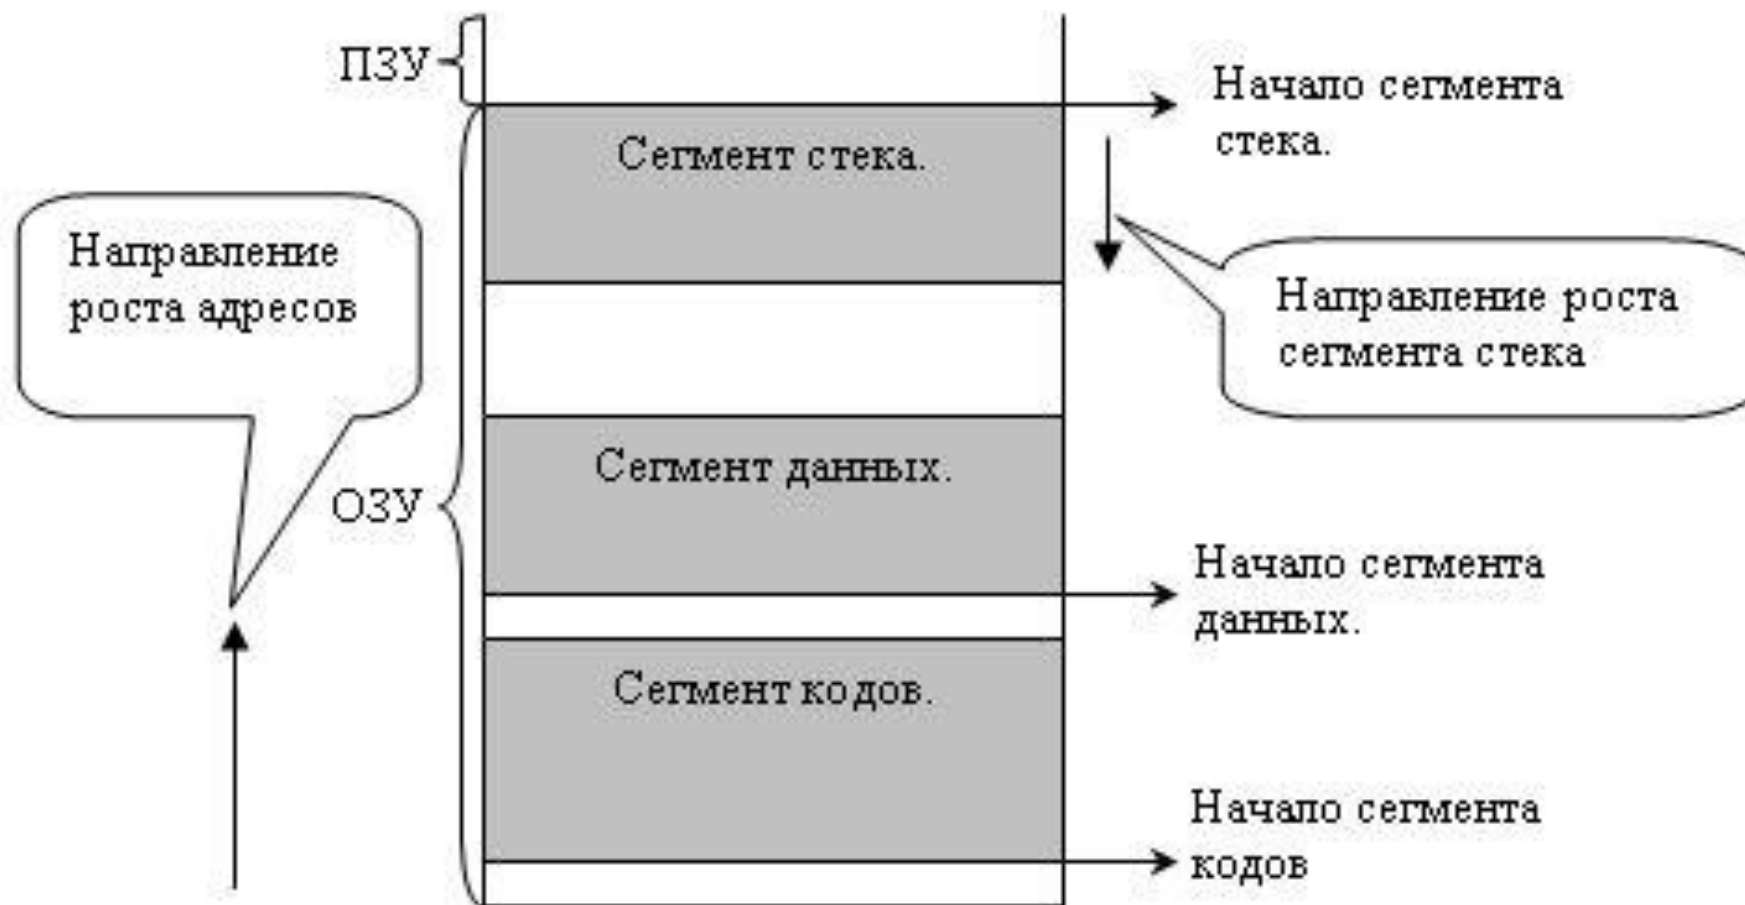 ПЗУ
Начало сегмента
стека.
Сегмент стека.
Направление
роста адресов
Направление роста
сегмента стека
Сегмент данных.
ОЗУ
Начало сегмента
данных.
Сегмент кодов.
Начало сегмента
кодов